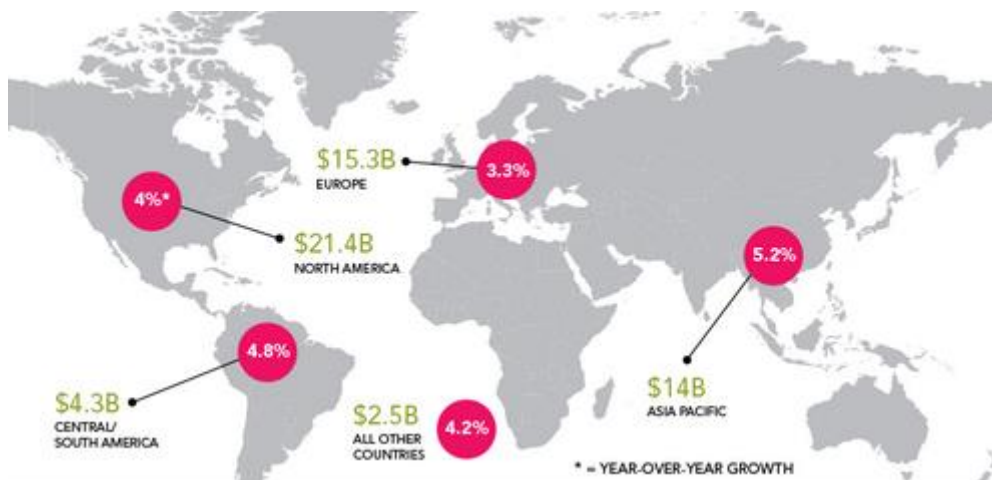 $15.3B
EUROPE
3.3%
4%*
$21.4B
NORTH AMERICA
5.2%
4.8%
$14B
ASIA PACIFIC
$4.3B
CENTRAL/
SOUTH AMERICA
$2.5B
ALL OTHER
COUNTRIES
4.2%
* = YEAR-OVER-YEAR GROWTH